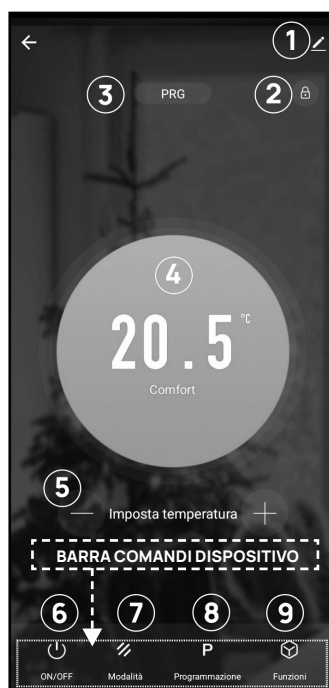 1
3 PRG 2
4
20.5 °C
Comfort
5
Imposta temperatura
BARRA COMANDI DISPOSITIVO
6 7 8 9
P
ON/OFF Modalità Programmazione Funzioni